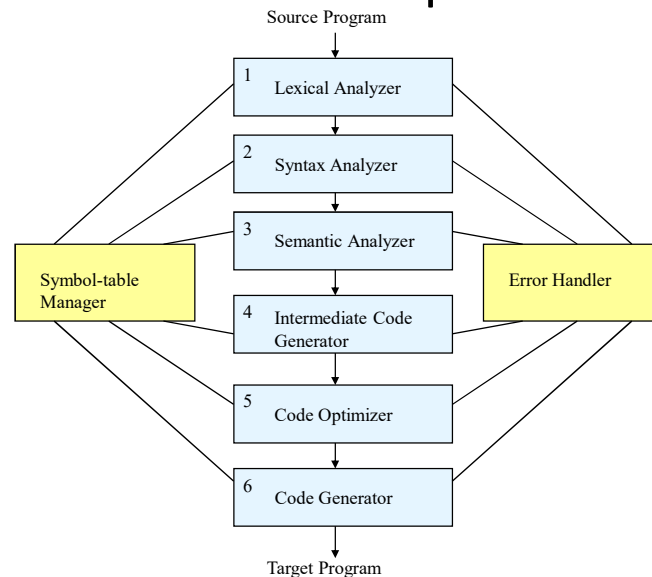 Source Program
1
Lexical Analyzer
2
Syntax Analyzer
3
Semantic Analyzer
Symbol-table
Manager
Error Handler
4
Intermediate Code
Generator
5
Code Optimizer
6
Code Generator
Target Program